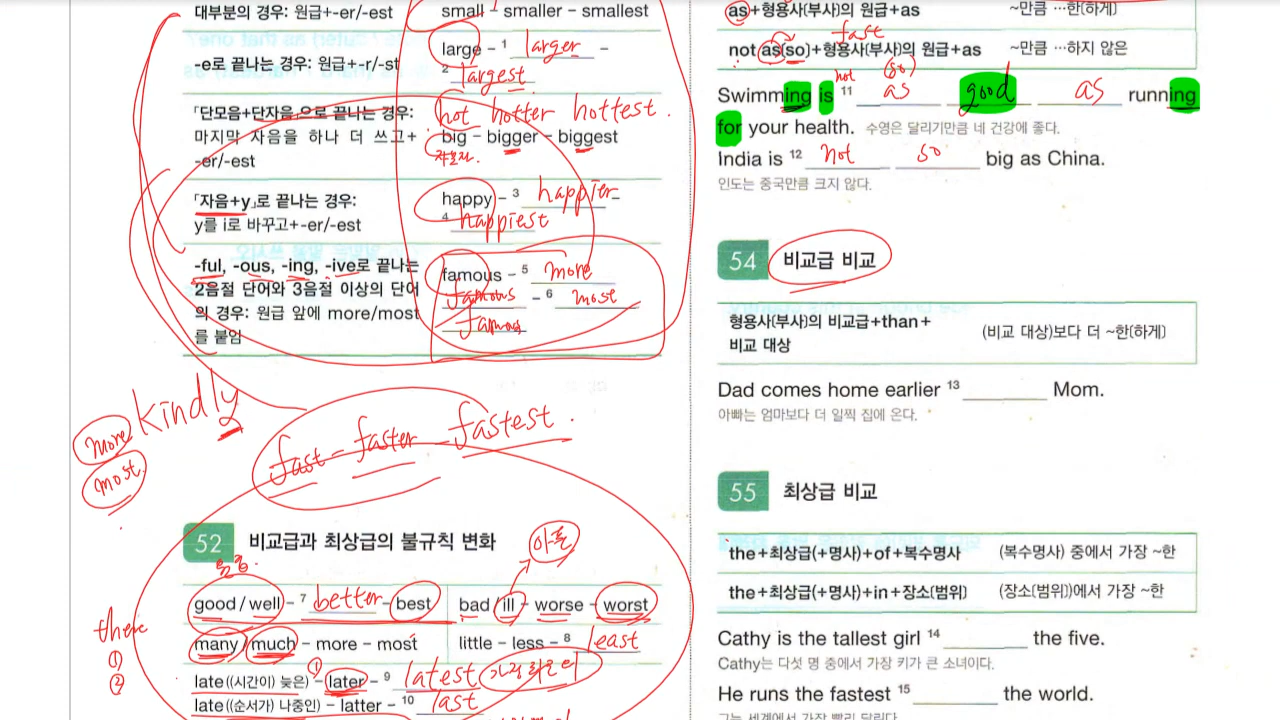 대부분의 경우: 원급+-er/-est
small - smaller - smallest
-e로 끝나는 경우: 원급+-r/-st
large - 1 larger -
2 largest
「단모음+단자음」으로 끝나는 경우:
마지막 자음을 하나 더 쓰고+
-er/-est
hot hotter hottest.
big - bigger - biggest
「자음+y」로 끝나는 경우:
y를 i로 바꾸고+-er/-est
happy - 3 happier -
4 happiest
-ful, -ous, -ing, -ive로 끝나는
2음절 단어와 3음절 이상의 단어
의 경우: 원급 앞에 more/most
를 붙임
famous - 5 more
famous - 6 most
famous
more kindly
most
fast - faster - fastest.
52 비교급과 최상급의 불규칙 변화
good / well - 7 better - best
bad / ill - worse - worst
many / much - more - most
little - less - 8 least
there
①
②
late((시간이) 늦은) - later - 9 latest
①
late((순서가) 나중인) - latter - 10 last
as+형용사(부사)의 원급+as
~만큼 …한(하게)
fast
not as(so)+형용사(부사)의 원급+as
~만큼 …하지 않은
not (so)
Swimming is 11 as good as running
for your health. 수영은 달리기만큼 네 건강에 좋다.
India is 12 not so big as China.
인도는 중국만큼 크지 않다.
54 비교급 비교
형용사(부사)의 비교급+than+
비교 대상
(비교 대상)보다 더 ~한(하게)
Dad comes home earlier 13 Mom.
아빠는 엄마보다 더 일찍 집에 온다.
55 최상급 비교
the+최상급(+명사)+of+복수명사
(복수명사) 중에서 가장 ~한
the+최상급(+명사)+in+장소(범위)
(장소(범위))에서 가장 ~한
Cathy is the tallest girl 14 the five.
Cathy는 다섯 명 중에서 가장 키가 큰 소녀이다.
He runs the fastest 15 the world.
그는 세계에서 가장 빨리 달린다.